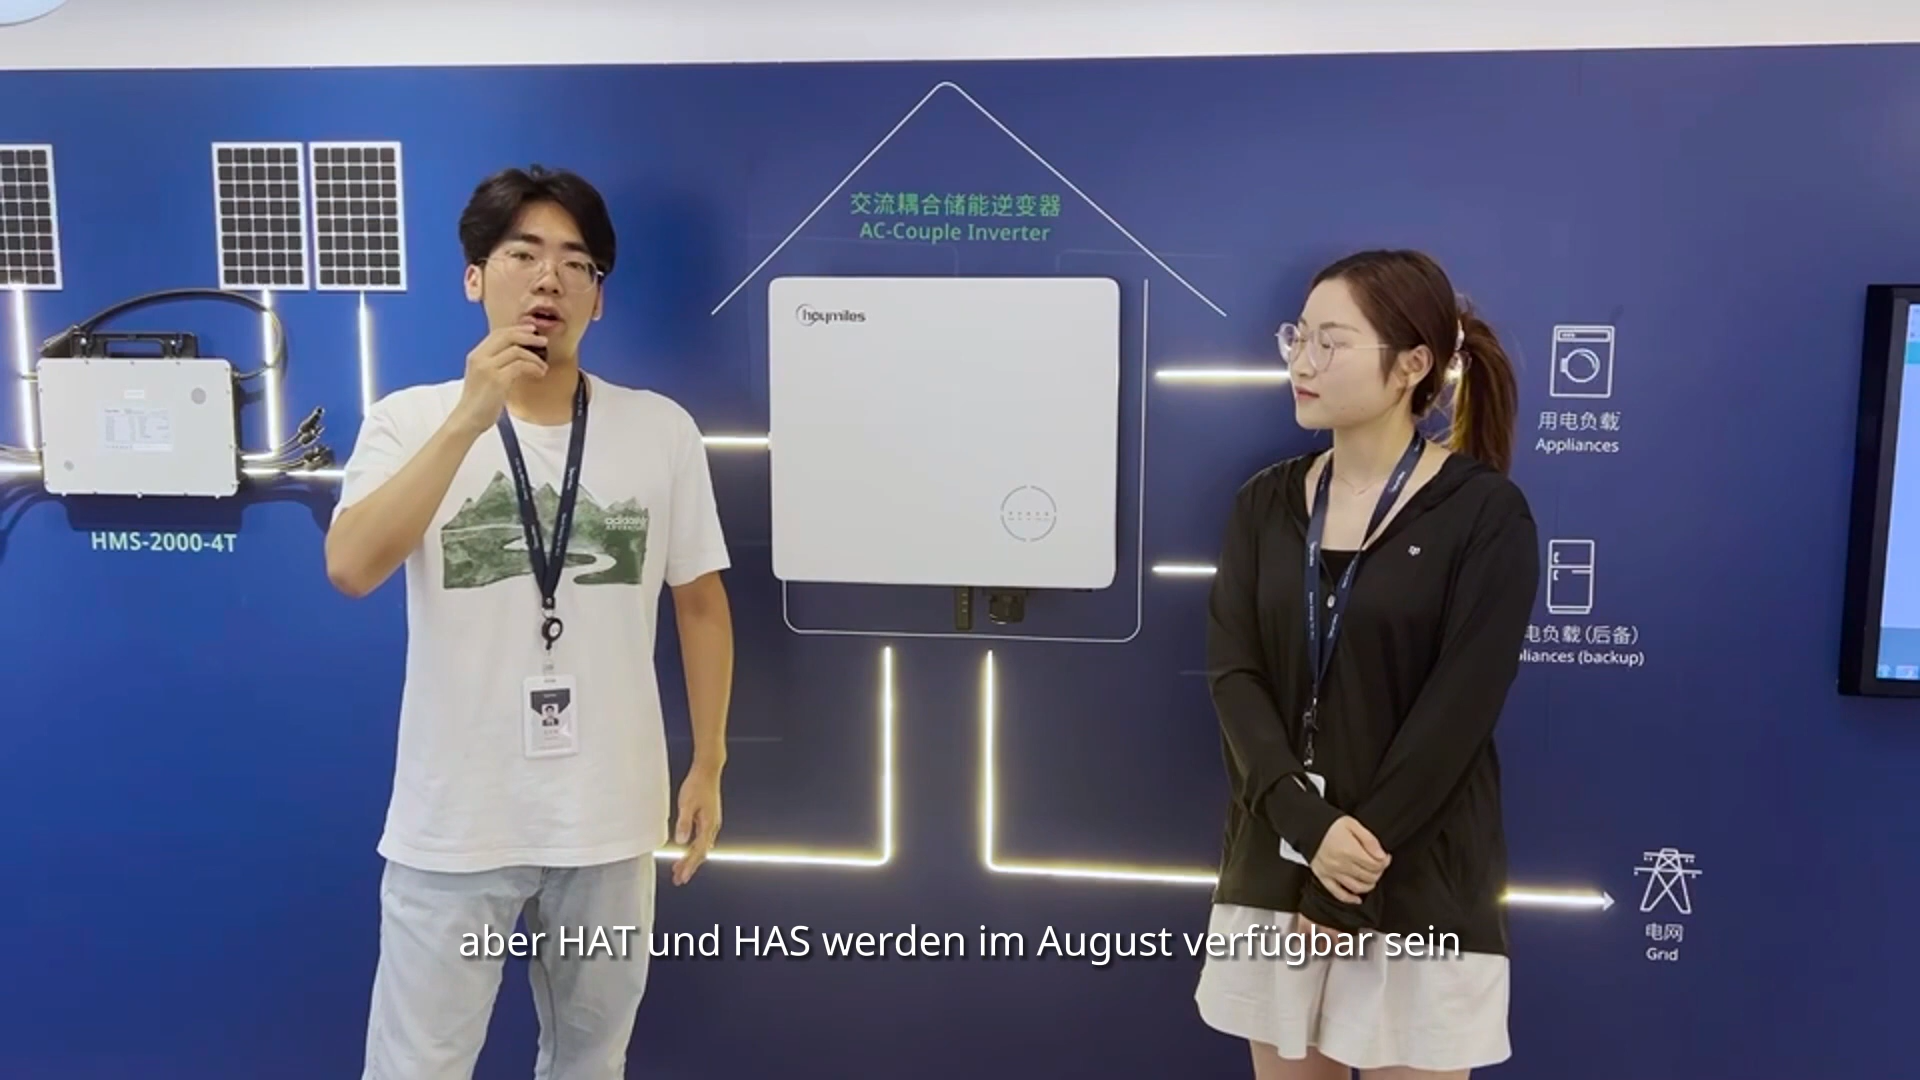 交流耦合储能逆变器
AC-Couple Inverter
hoymiles
HMS-2000-4T
adidas
用电负载
Appliances
电负载(后备)
pliances (backup)
电网
Grid
aber HAT und HAS werden im August verfügbar sein